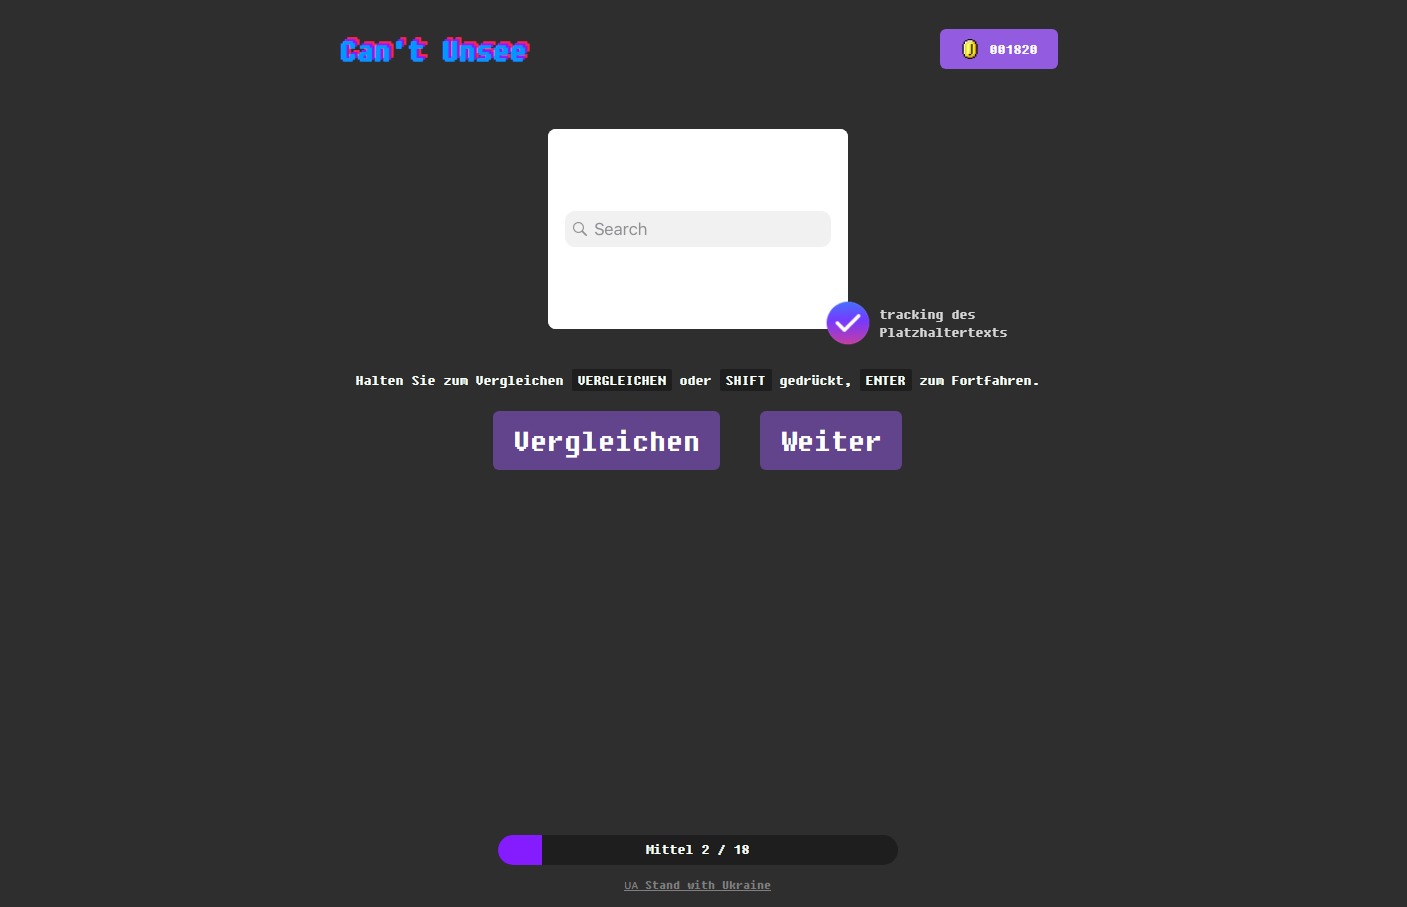 Can't Unsee
001820
Search
tracking des
Platzhaltertexts
Halten Sie zum Vergleichen VERGLEICHEN oder SHIFT gedrückt, ENTER zum Fortfahren.
Vergleichen
Weiter
Mittel 2 / 18
UA Stand with Ukraine